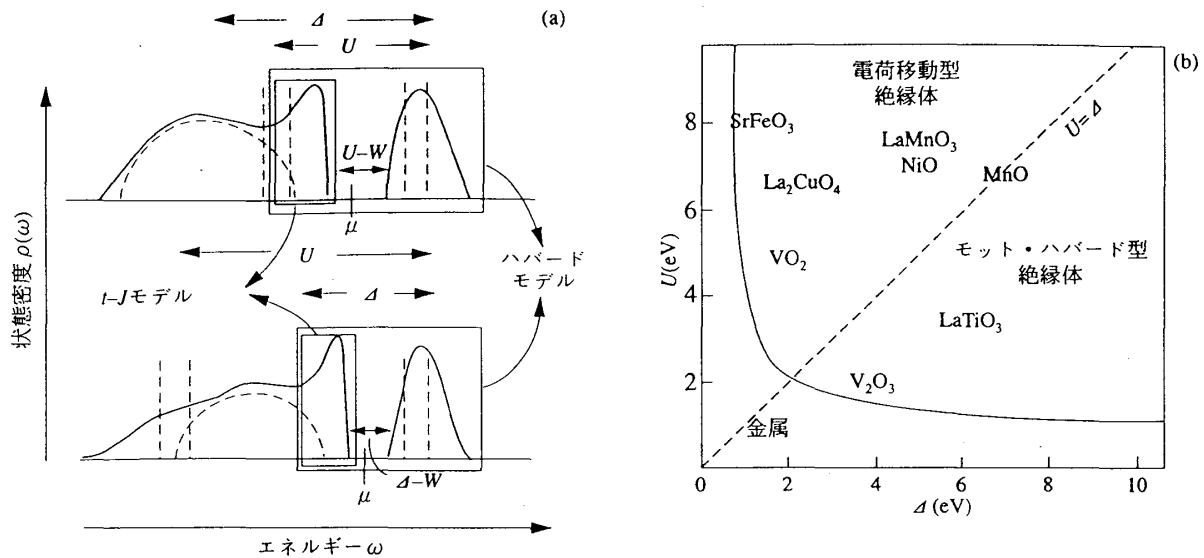 (a)
Δ
U
U−W
μ
状態密度 ρ(ω)
U
ハバード
モデル
t−Jモデル
Δ
Δ−W
μ
エネルギーω
(b)
電荷移動型
絶縁体
U=Δ
SrFeO₃
LaMnO₃
NiO
MnO
La₂CuO₄
モット・ハバード型
絶縁体
VO₂
LaTiO₃
V₂O₃
金属
U(eV)
8
6
4
2
0
2
4
6
8
10
Δ (eV)